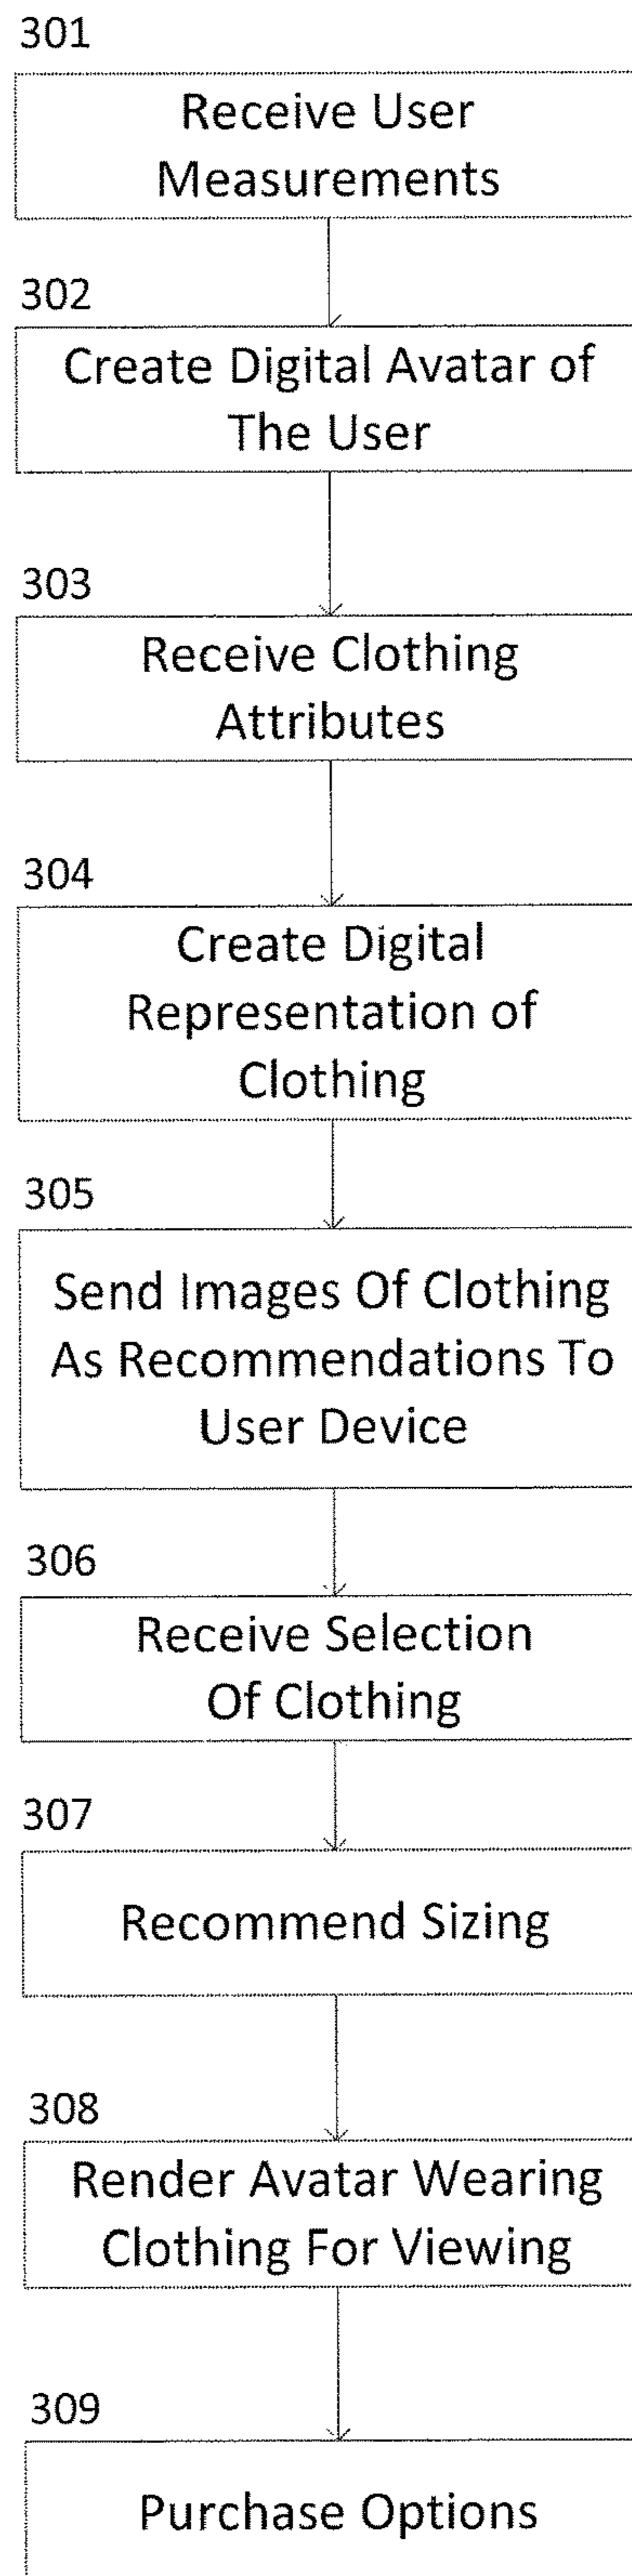 301
Receive User
Measurements
302
Create Digital Avatar of
The User
303
Receive Clothing
Attributes
304
Create Digital
Representation of
Clothing
305
Send Images Of Clothing
As Recommendations To
User Device
306
Receive Selection
Of Clothing
307
Recommend Sizing
308
Render Avatar Wearing
Clothing For Viewing
309
Purchase Options